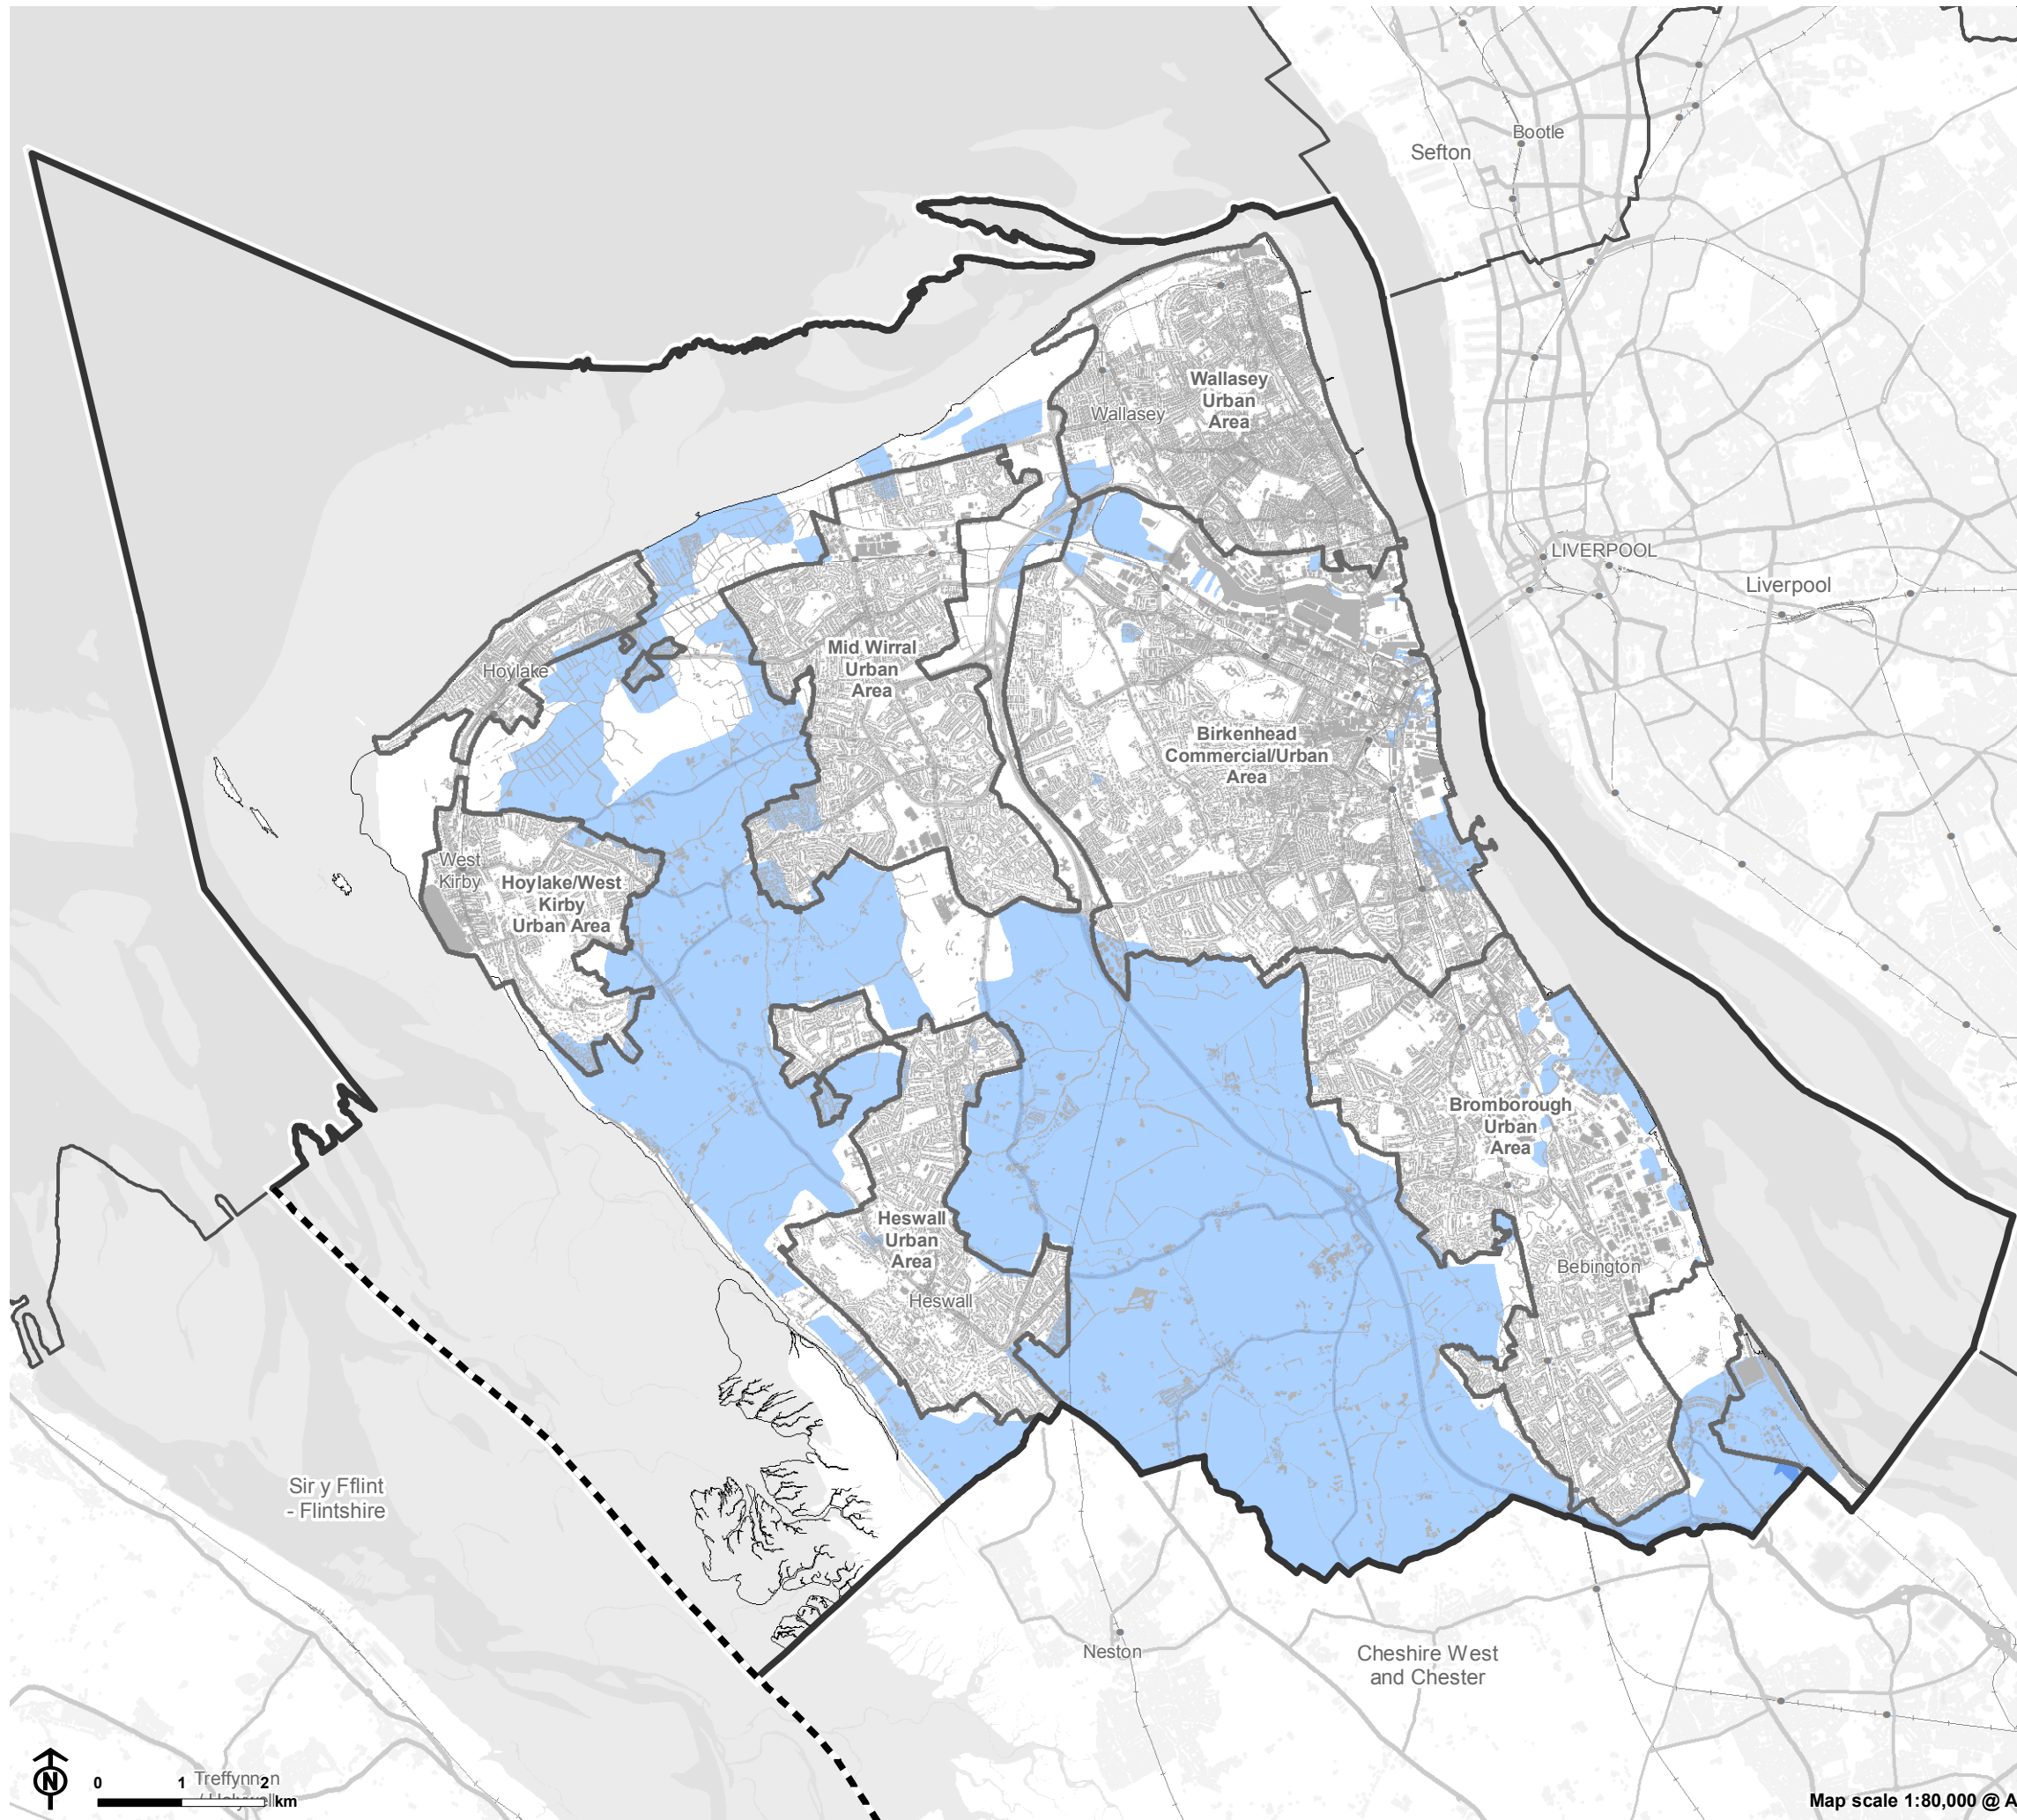 Bootle
Sefton
Wallasey
Urban
Area
Wallasey
LIVERPOOL
Liverpool
Mid Wirral
Urban
Area
Hoylake
Birkenhead
Commercial/Urban
Area
West
Kirby
Hoylake/West
Kirby
Urban Area
Bromborough
Urban
Area
Heswall
Urban
Area
Bebington
Heswall
Sir y Fflint
- Flintshire
Neston
Cheshire West
and Chester
N
0 1 2
km
Map scale 1:80,000 @ A